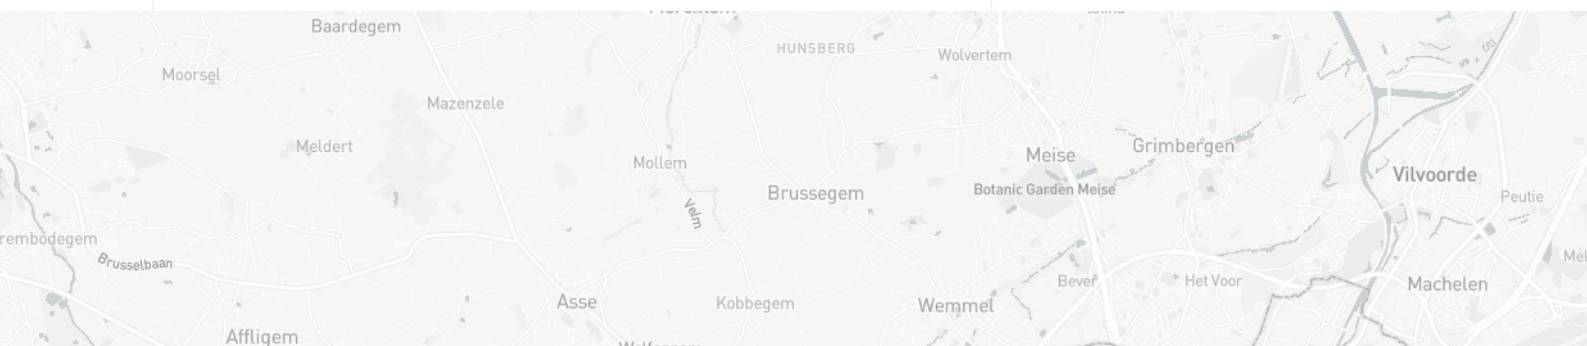 Baardegem
HUNSBERG
Wolvertem
Moorsel
Mazenzele
Meldert
Mollem
Meise
Grimbergen
Vilvoorde
Botanic Garden Meise
Brussegem
Peutie
Velm
rembodegem
Brusselbaan
Bever
Het Voor
Machelen
Mel
Asse
Kobbegem
Wemmel
Affligem